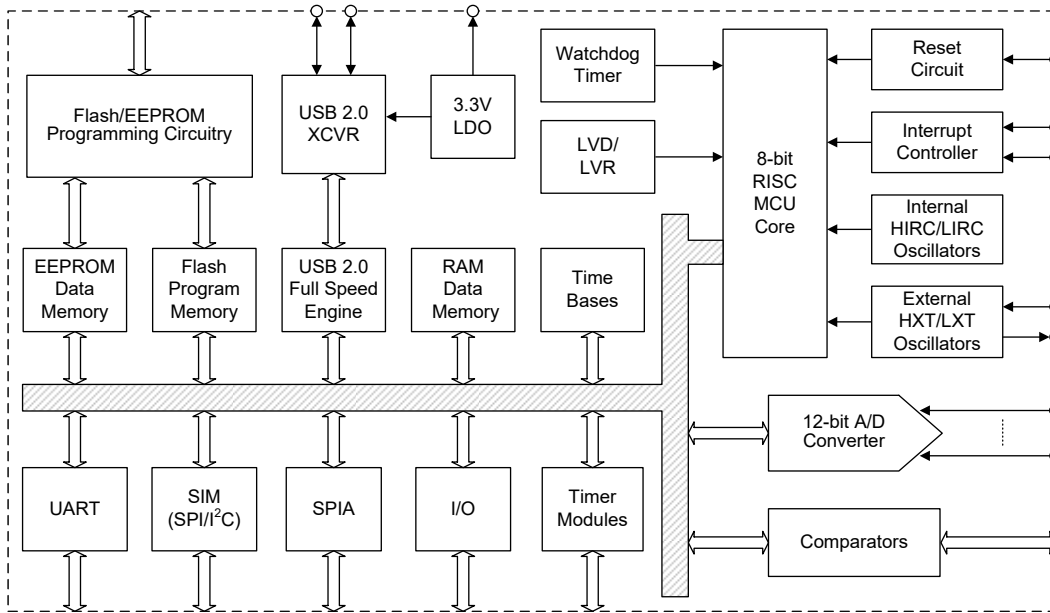 Flash/EEPROM
Programming Circuitry
USB 2.0
XCVR
3.3V
LDO
Watchdog
Timer
LVD/
LVR
8-bit
RISC
MCU
Core
Reset
Circuit
Interrupt
Controller
Internal
HIRC/LIRC
Oscillators
External
HXT/LXT
Oscillators
EEPROM
Data
Memory
Flash
Program
Memory
USB 2.0
Full Speed
Engine
RAM
Data
Memory
Time
Bases
12-bit A/D
Converter
UART
SIM
(SPI/I²C)
SPIA
I/O
Timer
Modules
Comparators